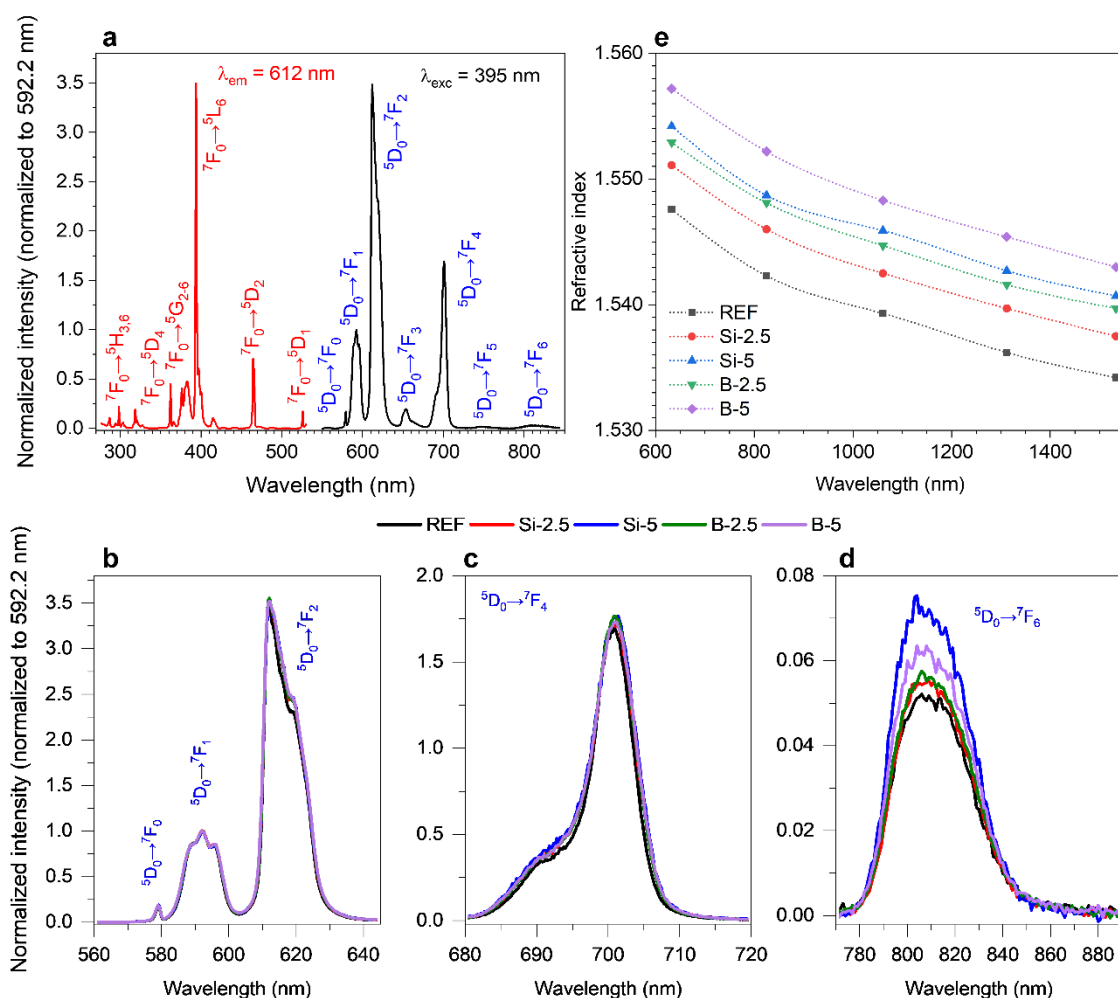 a
Normalized intensity (normalized to 592.2 nm)
3.5
3.0
2.5
2.0
1.5
1.0
0.5
0.0
λem = 612 nm
λexc = 395 nm
⁷F₀→⁵H₃,₆
⁷F₀→⁵D₄
⁷F₀→⁵G₂₋₆
⁷F₀→⁵L₆
⁷F₀→⁵D₂
⁷F₀→⁵D₁
⁵D₀→⁷F₀
⁵D₀→⁷F₁
⁵D₀→⁷F₂
⁵D₀→⁷F₃
⁵D₀→⁷F₄
⁵D₀→⁷F₅
⁵D₀→⁷F₆
300 400 500 600 700 800
Wavelength (nm)
e
Refractive index
1.560
1.550
1.540
1.530
REF
Si-2.5
Si-5
B-2.5
B-5
600 800 1000 1200 1400
Wavelength (nm)
REF Si-2.5 Si-5 B-2.5 B-5
b
Normalized intensity (normalized to 592.2 nm)
3.5
3.0
2.5
2.0
1.5
1.0
0.5
0.0
⁵D₀→⁷F₀
⁵D₀→⁷F₁
⁵D₀→⁷F₂
560 580 600 620 640
Wavelength (nm)
c
2.0
1.5
1.0
0.5
0.0
⁵D₀→⁷F₄
680 690 700 710 720
Wavelength (nm)
d
0.08
0.06
0.04
0.02
0.00
⁵D₀→⁷F₆
780 800 820 840 860 880
Wavelength (nm)